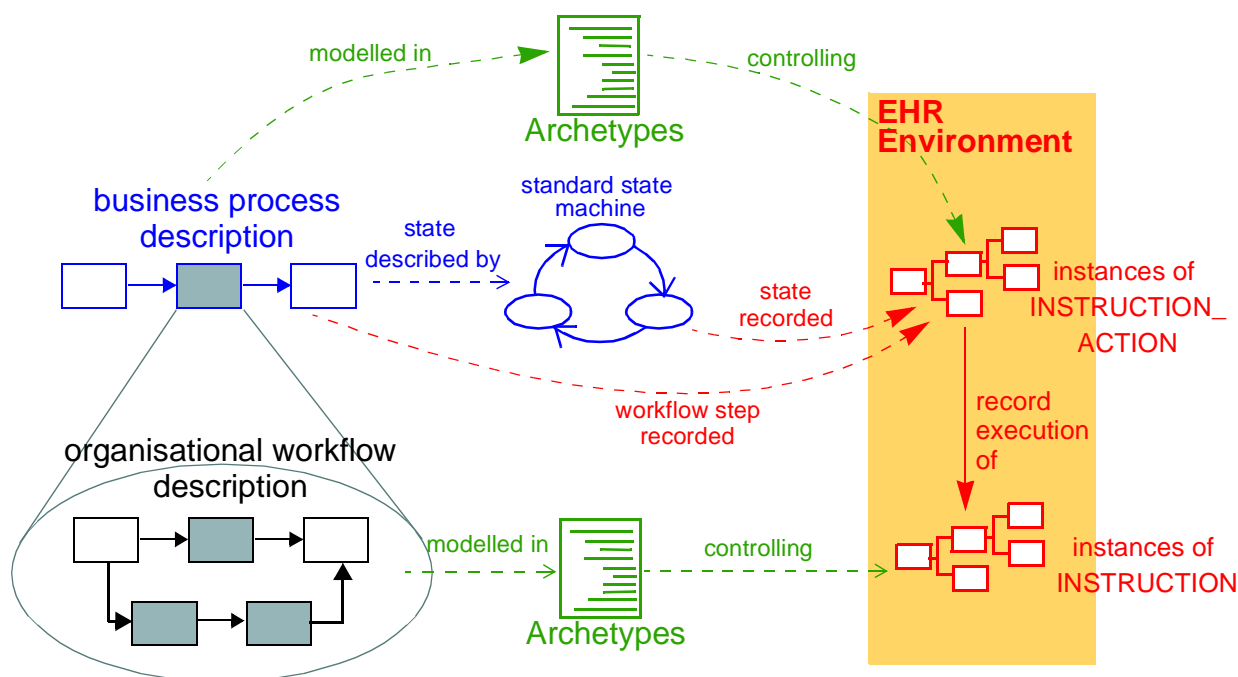 modelled in
controlling
Archetypes
EHR
Environment
business process
description
standard state
machine
state
described by
state
recorded
instances of
INSTRUCTION_
ACTION
workflow step
recorded
record
execution
of
organisational workflow
description
modelled in
controlling
Archetypes
instances of
INSTRUCTION